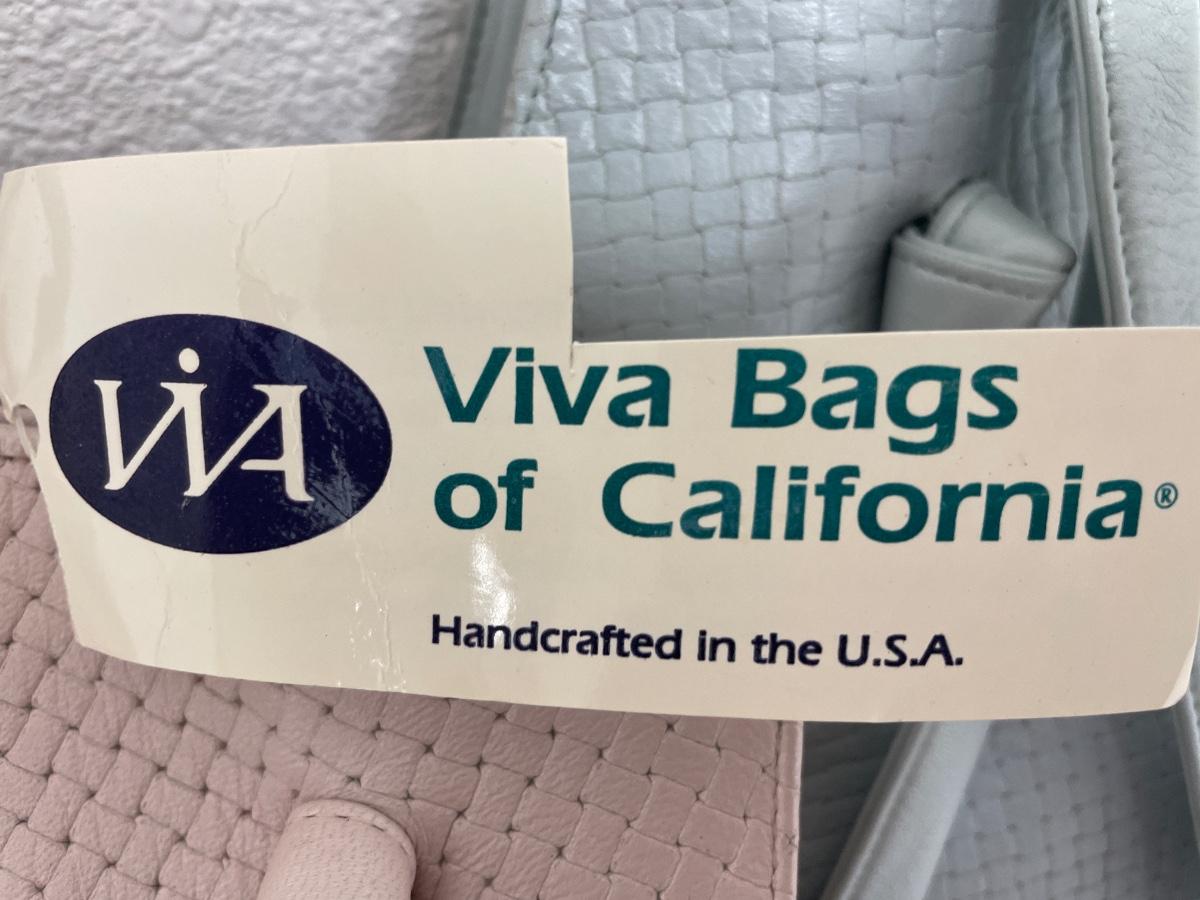 ViVA
Viva Bags
of California®
Handcrafted in the U.S.A.